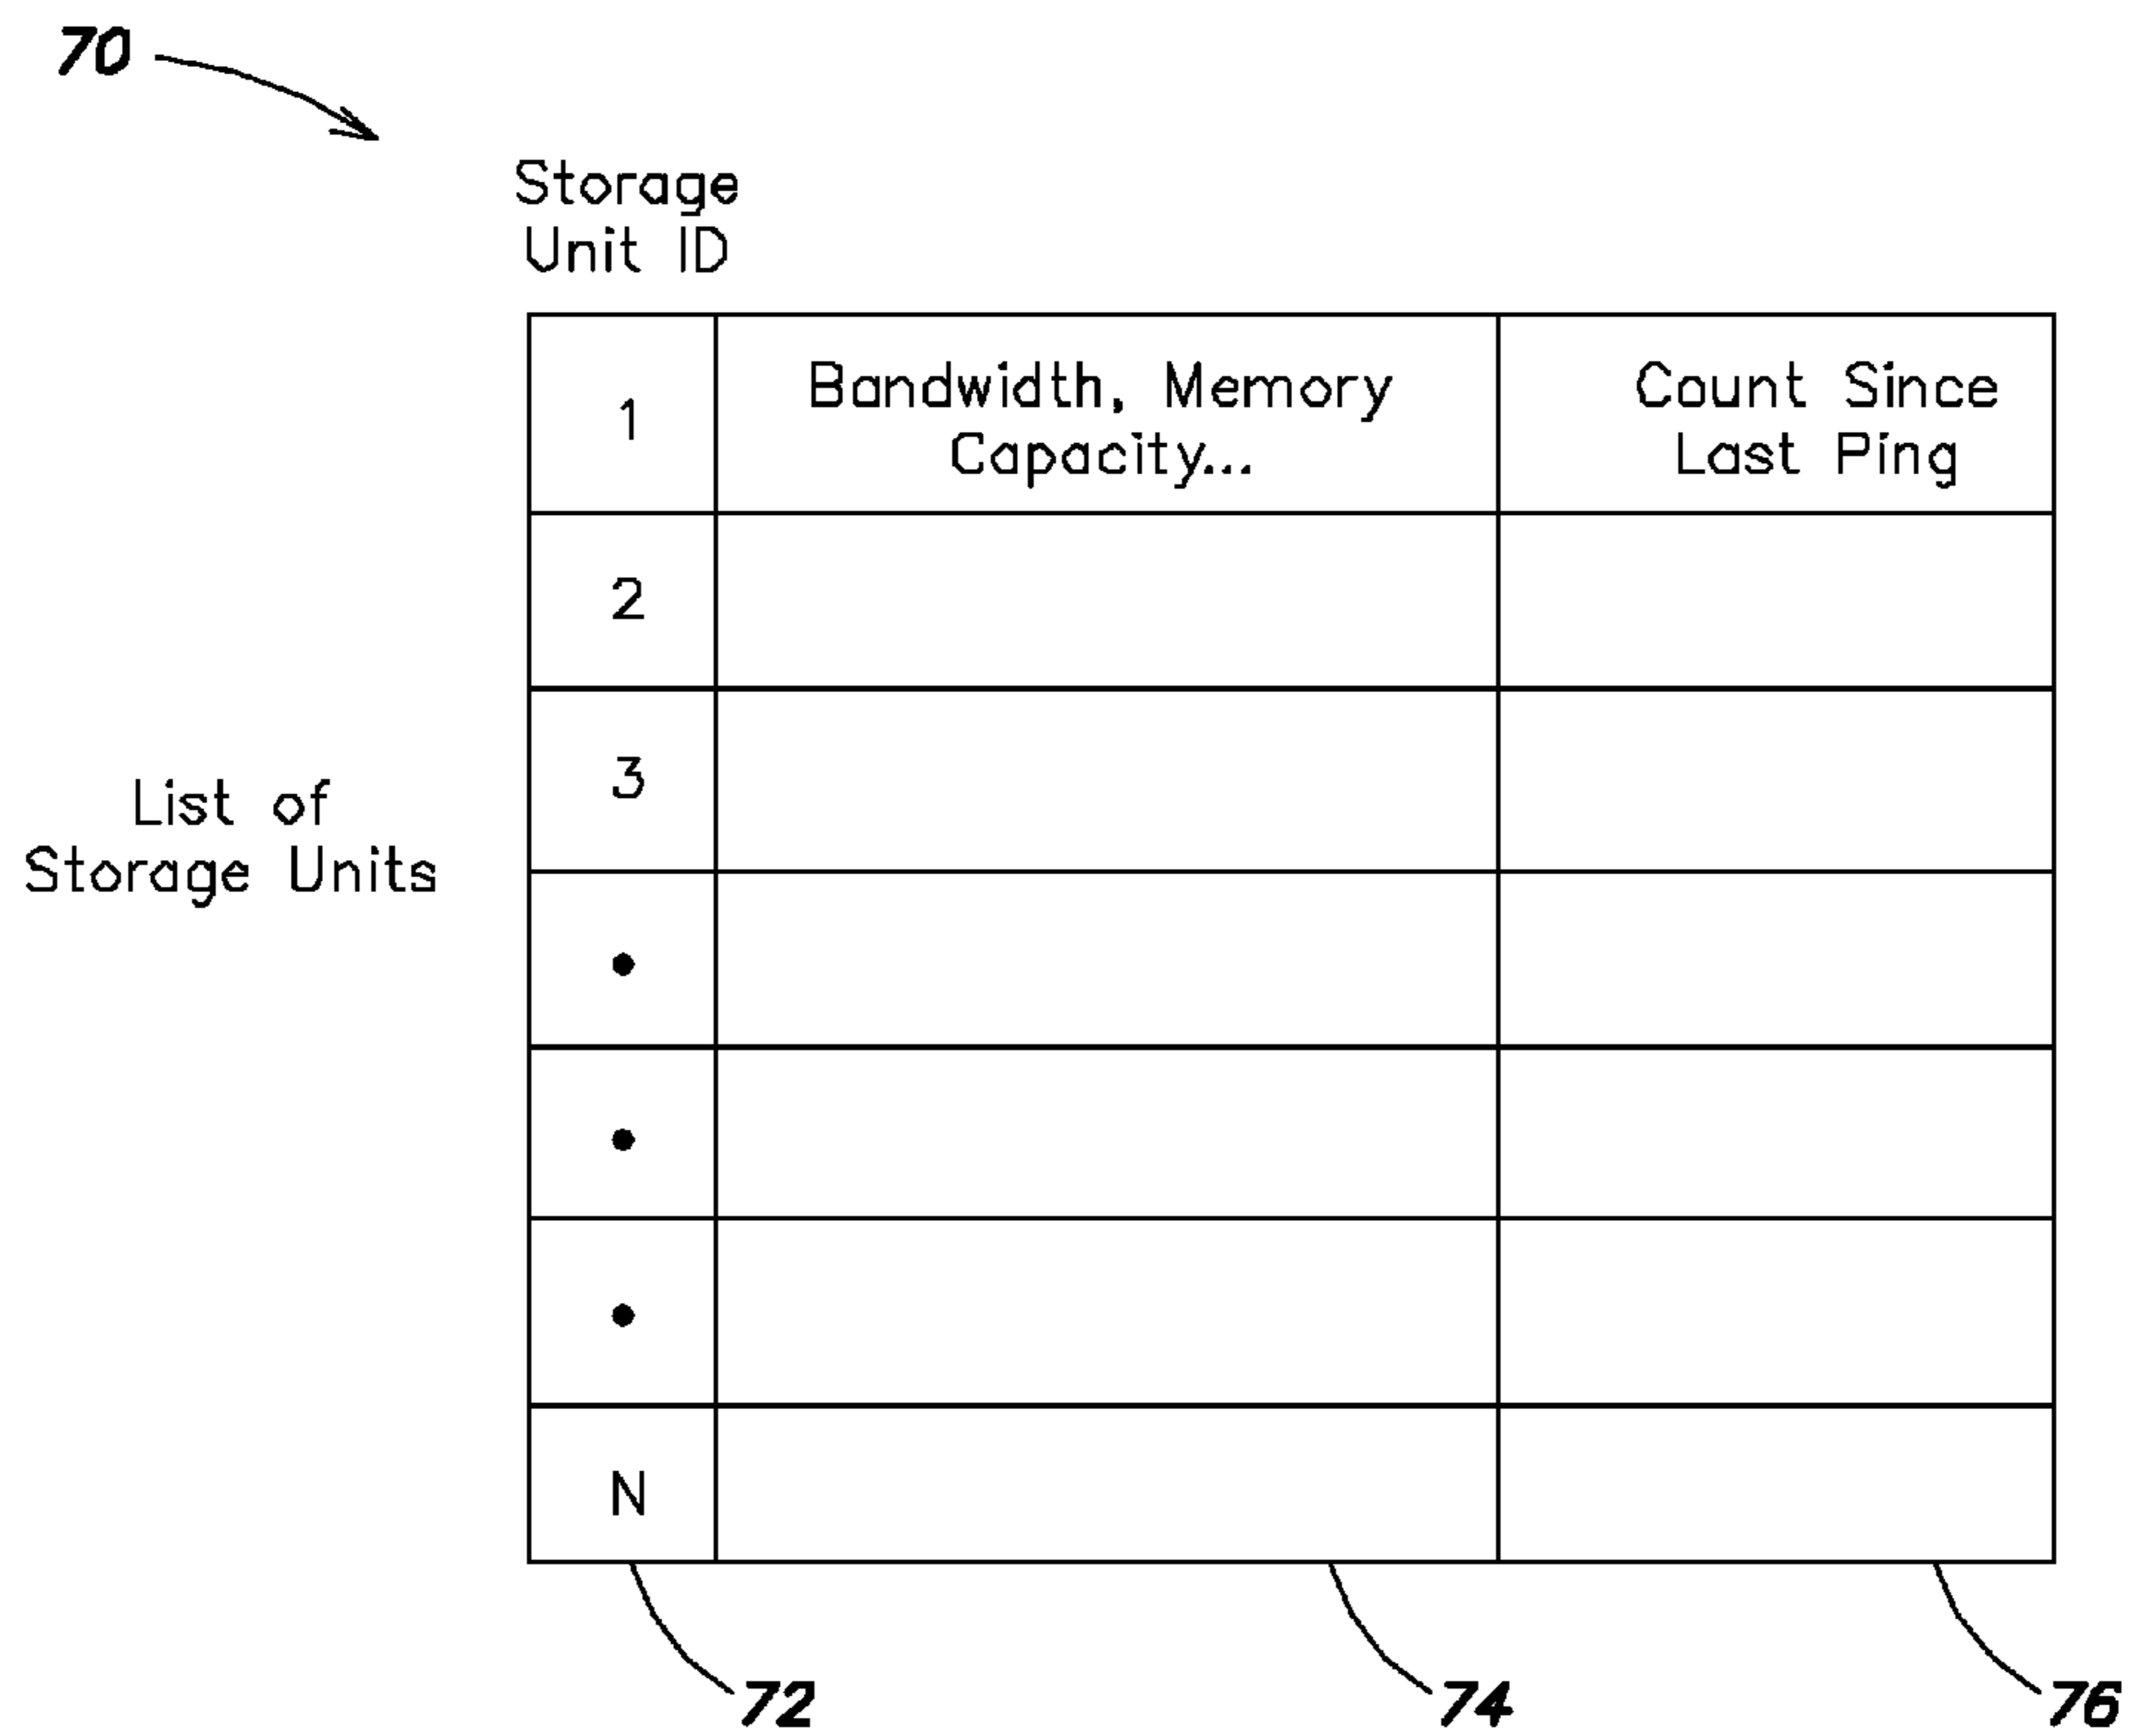 70
Storage
Unit ID
1
Bandwidth, Memory
Capacity...
Count Since
Last Ping
2
3
List of
Storage Units
N
72
74
76